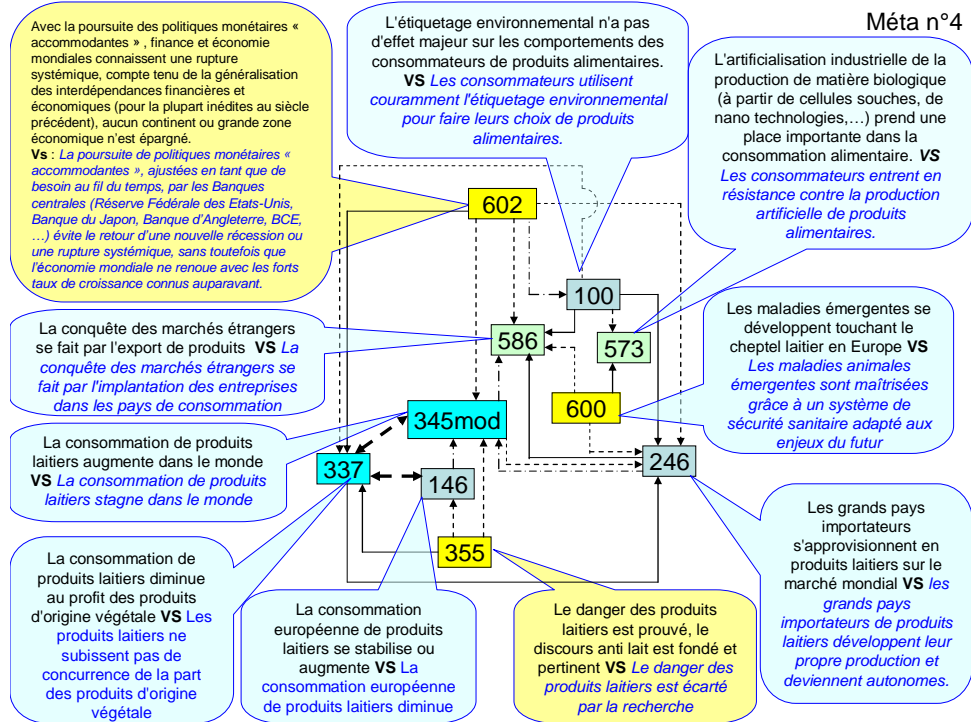 Méta n°4
Avec la poursuite des politiques monétaires «
accommodantes » , finance et économie
mondiales connaissent une rupture
systémique, compte tenu de la généralisation
des interdépendances financières et
économiques (pour la plupart inédites au siècle
précédent), aucun continent ou grande zone
économique n'est épargné.
Vs : La poursuite de politiques monétaires «
accommodantes », ajustées en tant que de
besoin au fil du temps, par les Banques
centrales (Réserve Fédérale des Etats-Unis,
Banque du Japon, Banque d'Angleterre, BCE,
…) évite le retour d'une nouvelle récession ou
une rupture systémique, sans toutefois que
l'économie mondiale ne renoue avec les forts
taux de croissance connus auparavant.
L'étiquetage environnemental n'a pas
d'effet majeur sur les comportements des
consommateurs de produits alimentaires.
VS Les consommateurs utilisent
couramment l'étiquetage environnemental
pour faire leurs choix de produits
alimentaires.
L'artificialisation industrielle de la
production de matière biologique
(à partir de cellules souches, de
nano technologies,…) prend une
place importante dans la
consommation alimentaire. VS
Les consommateurs entrent en
résistance contre la production
artificielle de produits
alimentaires.
602
100
586
573
600
345mod
337
146
246
355
La conquête des marchés étrangers
se fait par l'export de produits VS La
conquête des marchés étrangers se
fait par l'implantation des entreprises
dans les pays de consommation
Les maladies émergentes se
développent touchant le
cheptel laitier en Europe VS
Les maladies animales
émergentes sont maîtrisées
grâce à un système de
sécurité sanitaire adapté aux
enjeux du futur
La consommation de produits
laitiers augmente dans le monde
VS La consommation de produits
laitiers stagne dans le monde
La consommation de
produits laitiers diminue
au profit des produits
d'origine végétale VS Les
produits laitiers ne
subissent pas de
concurrence de la part
des produits d'origine
végétale
La consommation
européenne de produits
laitiers se stabilise ou
augmente VS La
consommation européenne
de produits laitiers diminue
Le danger des produits
laitiers est prouvé, le
discours anti lait est fondé et
pertinent VS Le danger des
produits laitiers est écarté
par la recherche
Les grands pays
importateurs
s'approvisionnent en
produits laitiers sur le
marché mondial VS les
grands pays
importateurs de produits
laitiers développent leur
propre production et
deviennent autonomes.